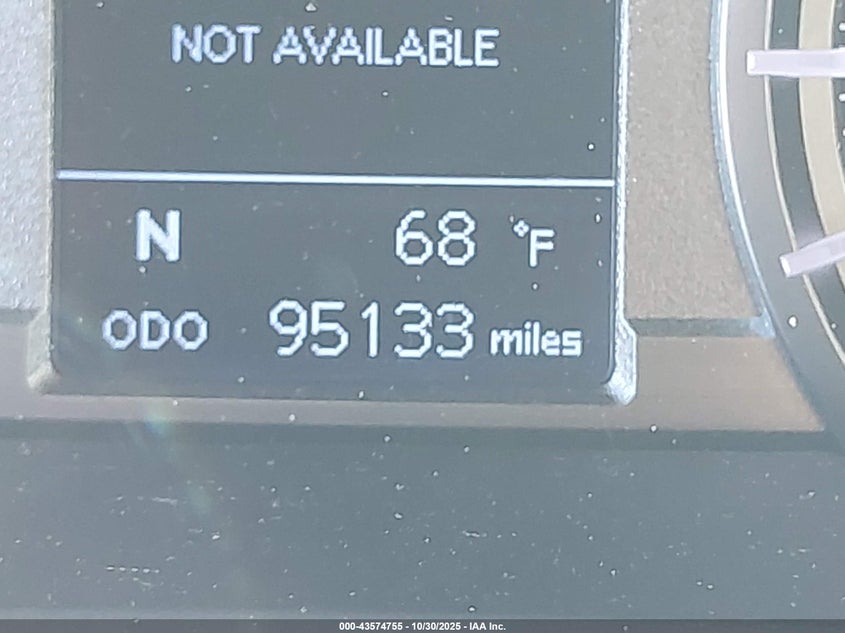 NOT AVAILABLE
N 68 °F
ODO 95133 miles
000-43574755 - 10/30/2025 - IAA Inc.